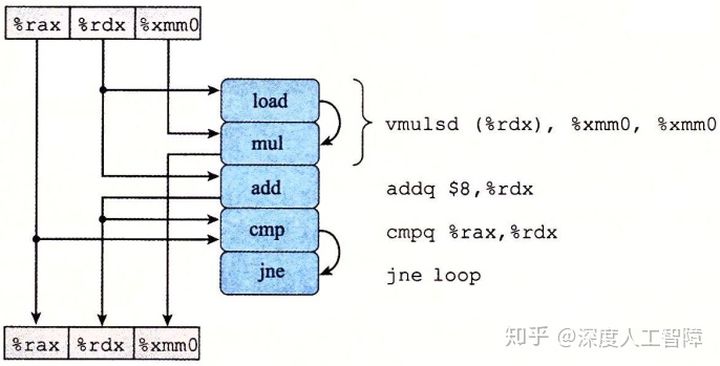 %rax %rdx %xmm0
load
mul
vmulsd (%rdx), %xmm0, %xmm0
add
addq $8,%rdx
cmp
cmpq %rax,%rdx
jne
jne loop
%rax %rdx %xmm0
知乎 @深度人工智障